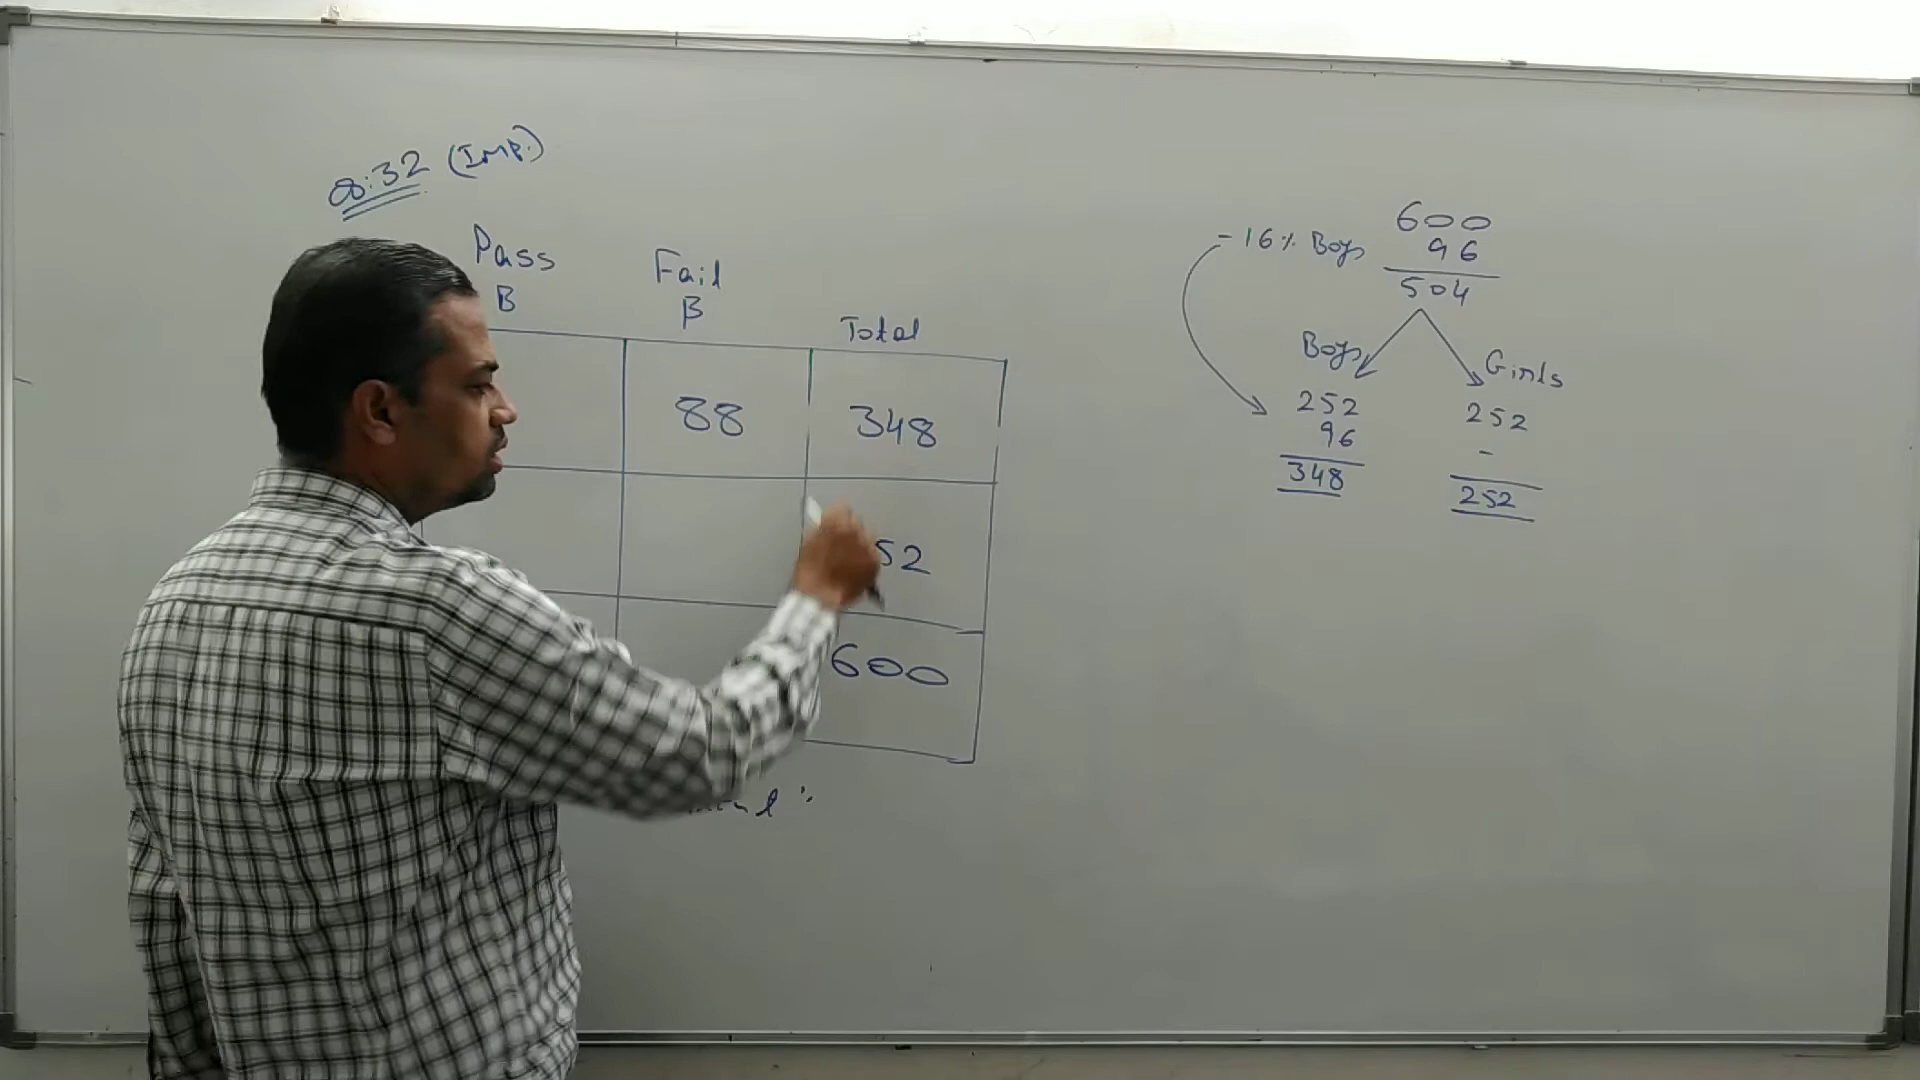 Q:32 (Imp.)
Pass Fail
B B Total
88 348
52
600
600
- 16% Boys 96
504
Boys Girls
252 252
96 -
348 252